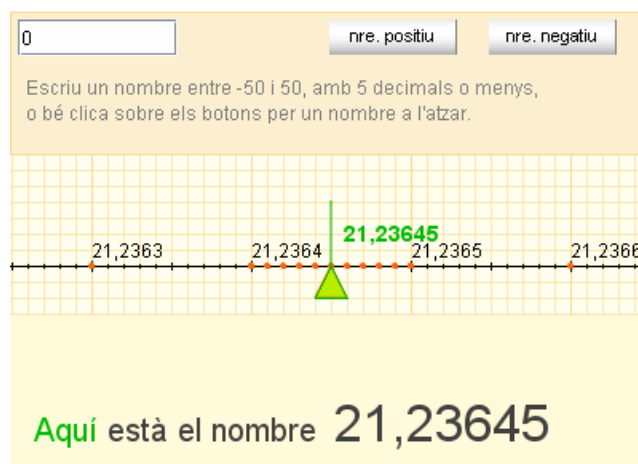 0
nre. positiu
nre. negatiu
Escriu un nombre entre -50 i 50, amb 5 decimals o menys,
o bé clica sobre els botons per un nombre a l'atzar.
21,23645
21,2363
21,2364
21,2365
21,2366
Aquí està el nombre 21,23645